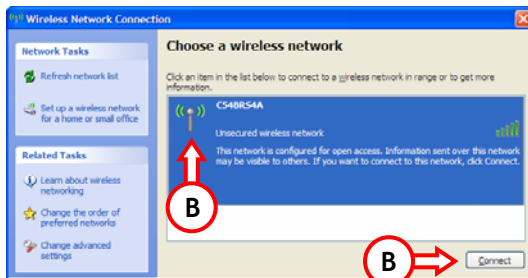 Wireless Network Connection
Network Tasks
Refresh network list
Set up a wireless network
for a home or small office
Related Tasks
Learn about wireless
networking
Change the order of
preferred networks
Change advanced
settings
Choose a wireless network
Click an item in the list below to connect to a wireless network in range or to get more
information.
C54BRS4A
Unsecured wireless network
This network is configured for open access. Information sent over this network
may be visible to others. If you want to connect to this network, click Connect.
B
B
Connect